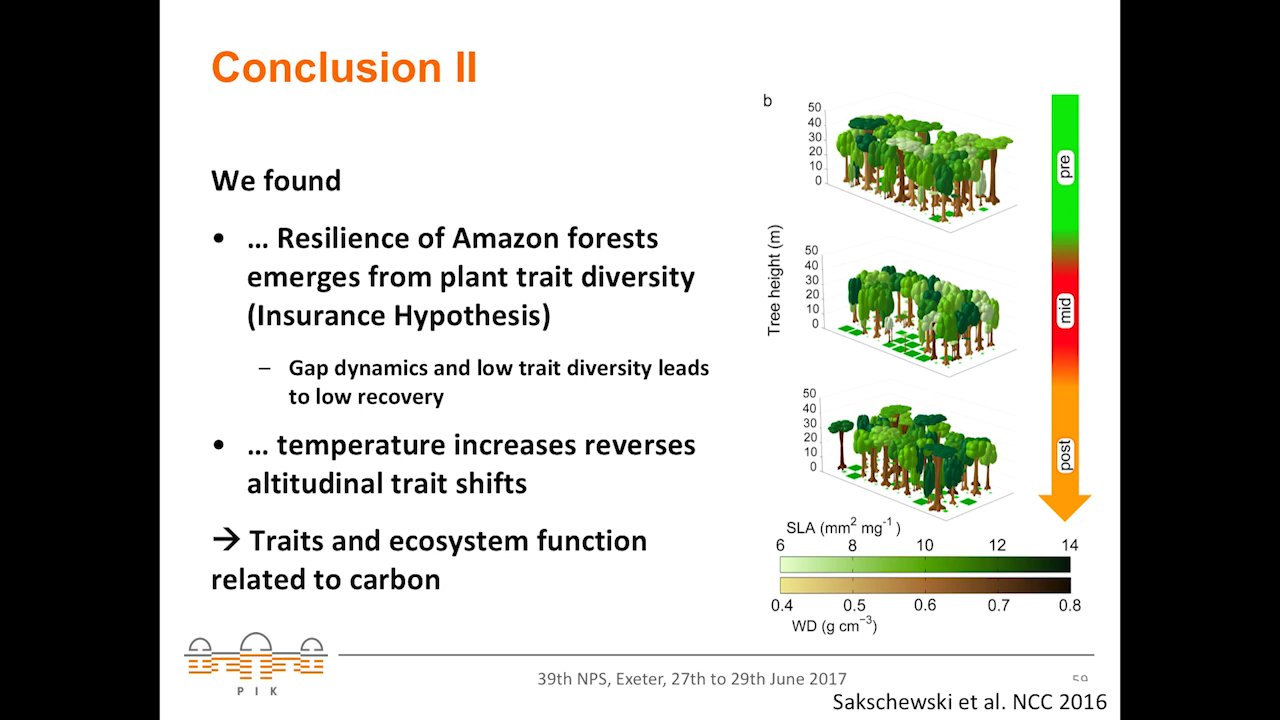 Conclusion II
We found
• … Resilience of Amazon forests
emerges from plant trait diversity
(Insurance Hypothesis)
– Gap dynamics and low trait diversity leads
to low recovery
• … temperature increases reverses
altitudinal trait shifts
→ Traits and ecosystem function
related to carbon
b
Tree height (m)
50
40
30
20
10
0
50
40
30
20
10
0
50
40
30
20
10
0
pre
mid
post
SLA (mm² mg⁻¹)
6 8 10 12 14
0.4 0.5 0.6 0.7 0.8
WD (g cm⁻³)
P I K
39th NPS, Exeter, 27th to 29th June 2017
Sakschewski et al. NCC 2016